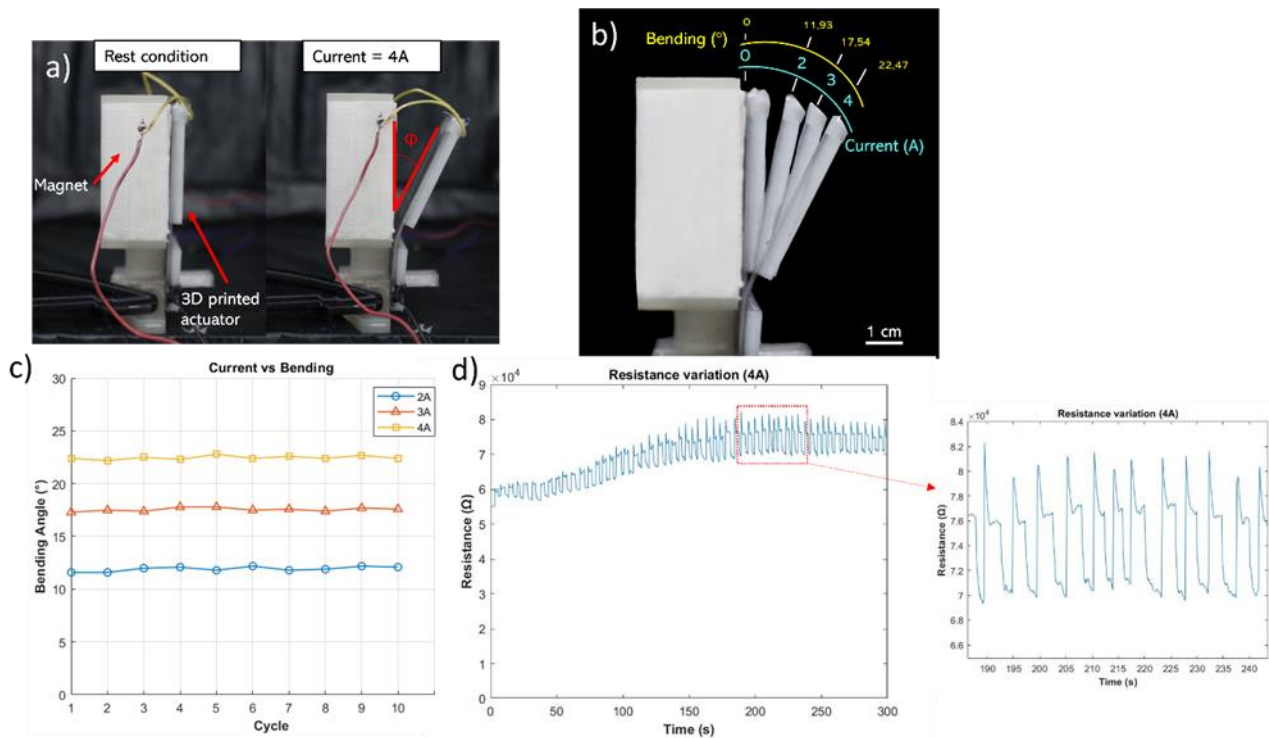 a)
Rest condition
Current = 4A
φ
Magnet
3D printed
actuator
b)
Bending (°)
0
11,93
17,54
22,47
0
2
3
4
Current (A)
1 cm
c)
Current vs Bending
30
25
20
15
10
5
0
Bending Angle (°)
2A
3A
4A
1 2 3 4 5 6 7 8 9 10
Cycle
d)
Resistance variation (4A)
×10⁴
9
8
7
6
5
4
3
2
1
0
Resistance (Ω)
0 50 100 150 200 250 300
Time (s)
Resistance variation (4A)
×10⁴
8.4
8.2
8
7.8
7.6
7.4
7.2
7
6.8
6.6
Resistance (Ω)
190 195 200 205 210 215 220 225 230 235 240
Time (s)